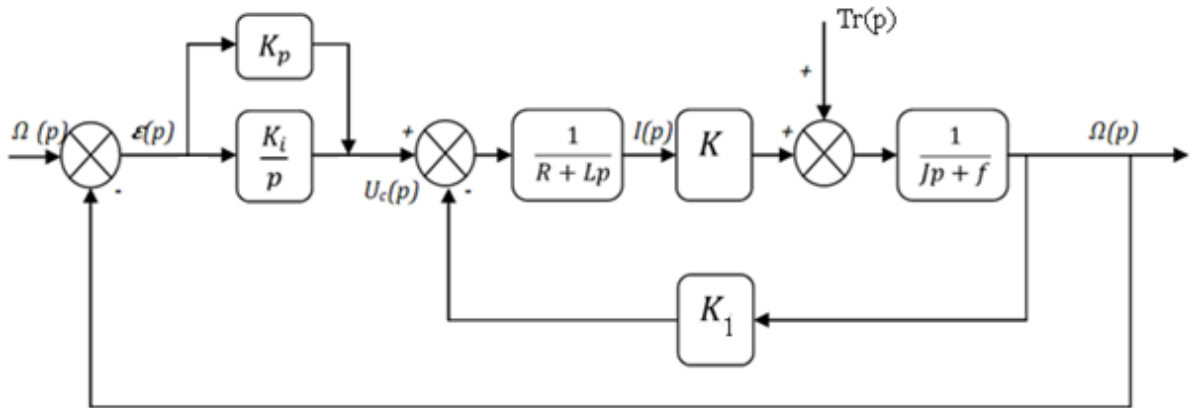 Tr(p)
+
K_p
Ω (p)
ε(p)
-
K_i
p
+
U_c(p)
-
1
R + Lp
I(p)
K
+
1
Jp + f
Ω(p)
K_1